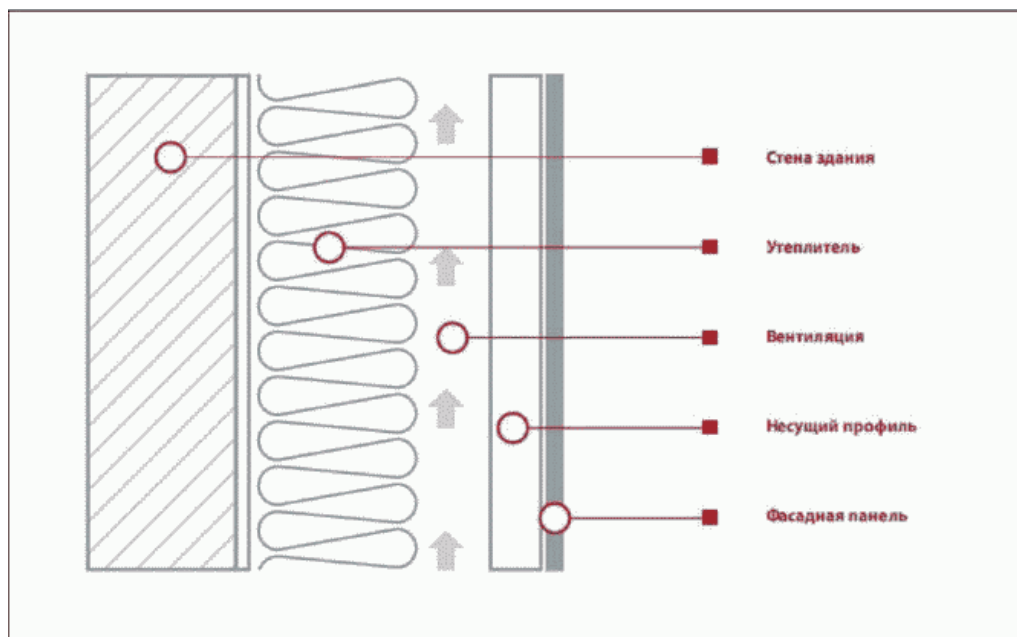 Стена здания
Утеплитель
Вентиляция
Несущий профиль
Фасадная панель